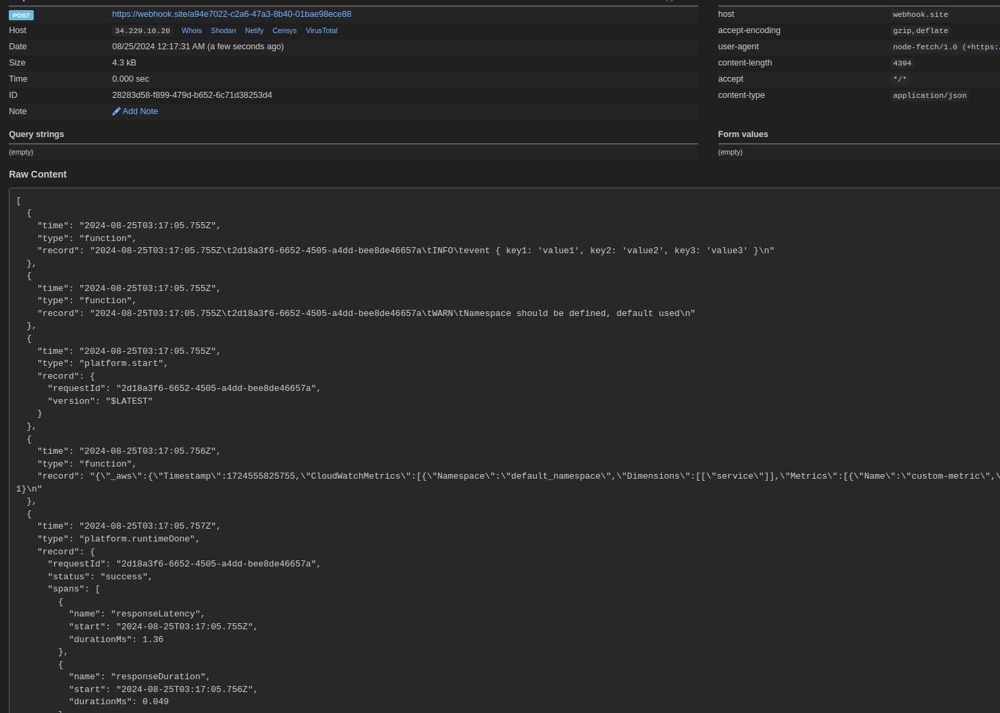 POST https://webhook.site/a94e7022-c2a6-47a3-8b40-01bae98ece88
Host 34.229.10.20 Whois Shodan Netify Censys VirusTotal
Date 08/25/2024 12:17:31 AM (a few seconds ago)
Size 4.3 kB
Time 0.000 sec
ID 28283d58-f899-479d-b652-6c71d38253d4
Note Add Note
host webhook.site
accept-encoding gzip,deflate
user-agent node-fetch/1.0 (+https:
content-length 4394
accept */*
content-type application/json
Query strings
(empty)
Form values
(empty)
Raw Content
[
  {
    "time": "2024-08-25T03:17:05.755Z",
    "type": "function",
    "record": "2024-08-25T03:17:05.755Z\t2d18a3f6-6652-4505-a4dd-bee8de46657a\tINFO\tevent { key1: 'value1', key2: 'value2', key3: 'value3' }\n"
  },
  {
    "time": "2024-08-25T03:17:05.755Z",
    "type": "function",
    "record": "2024-08-25T03:17:05.755Z\t2d18a3f6-6652-4505-a4dd-bee8de46657a\tWARN\tNamespace should be defined, default used\n"
  },
  {
    "time": "2024-08-25T03:17:05.755Z",
    "type": "platform.start",
    "record": {
      "requestId": "2d18a3f6-6652-4505-a4dd-bee8de46657a",
      "version": "$LATEST"
    }
  },
  {
    "time": "2024-08-25T03:17:05.756Z",
    "type": "function",
    "record": "{\"_aws\":{\"Timestamp\":1724555825755,\"CloudWatchMetrics\":[{\"Namespace\":\"default_namespace\",\"Dimensions\":[[\"service\"]],\"Metrics\":[{\"Name\":\"custom-metric\",\
1}\n"
  },
  {
    "time": "2024-08-25T03:17:05.757Z",
    "type": "platform.runtimeDone",
    "record": {
      "requestId": "2d18a3f6-6652-4505-a4dd-bee8de46657a",
      "status": "success",
      "spans": [
        {
          "name": "responseLatency",
          "start": "2024-08-25T03:17:05.755Z",
          "durationMs": 1.36
        },
        {
          "name": "responseDuration",
          "start": "2024-08-25T03:17:05.756Z",
          "durationMs": 0.049